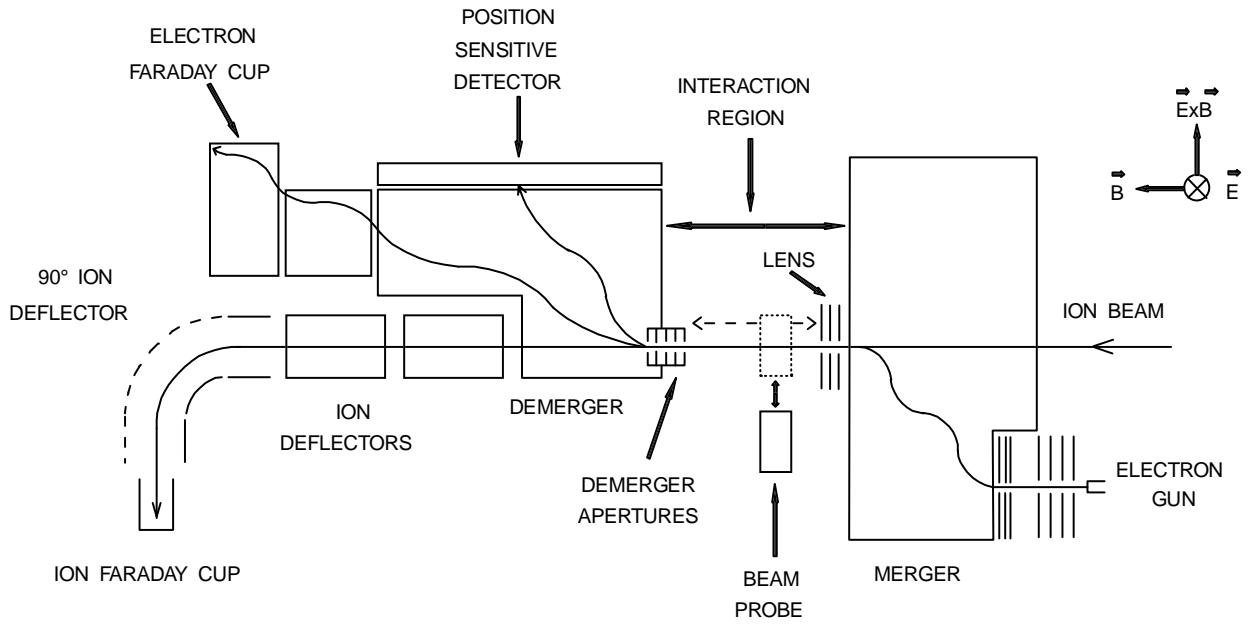 POSITION
SENSITIVE
DETECTOR
ELECTRON
FARADAY CUP
INTERACTION
REGION
ExB
B
E
LENS
90° ION
DEFLECTOR
ION BEAM
ION
DEFLECTORS
DEMERGER
DEMERGER
APERTURES
ELECTRON
GUN
ION FARADAY CUP
BEAM
PROBE
MERGER